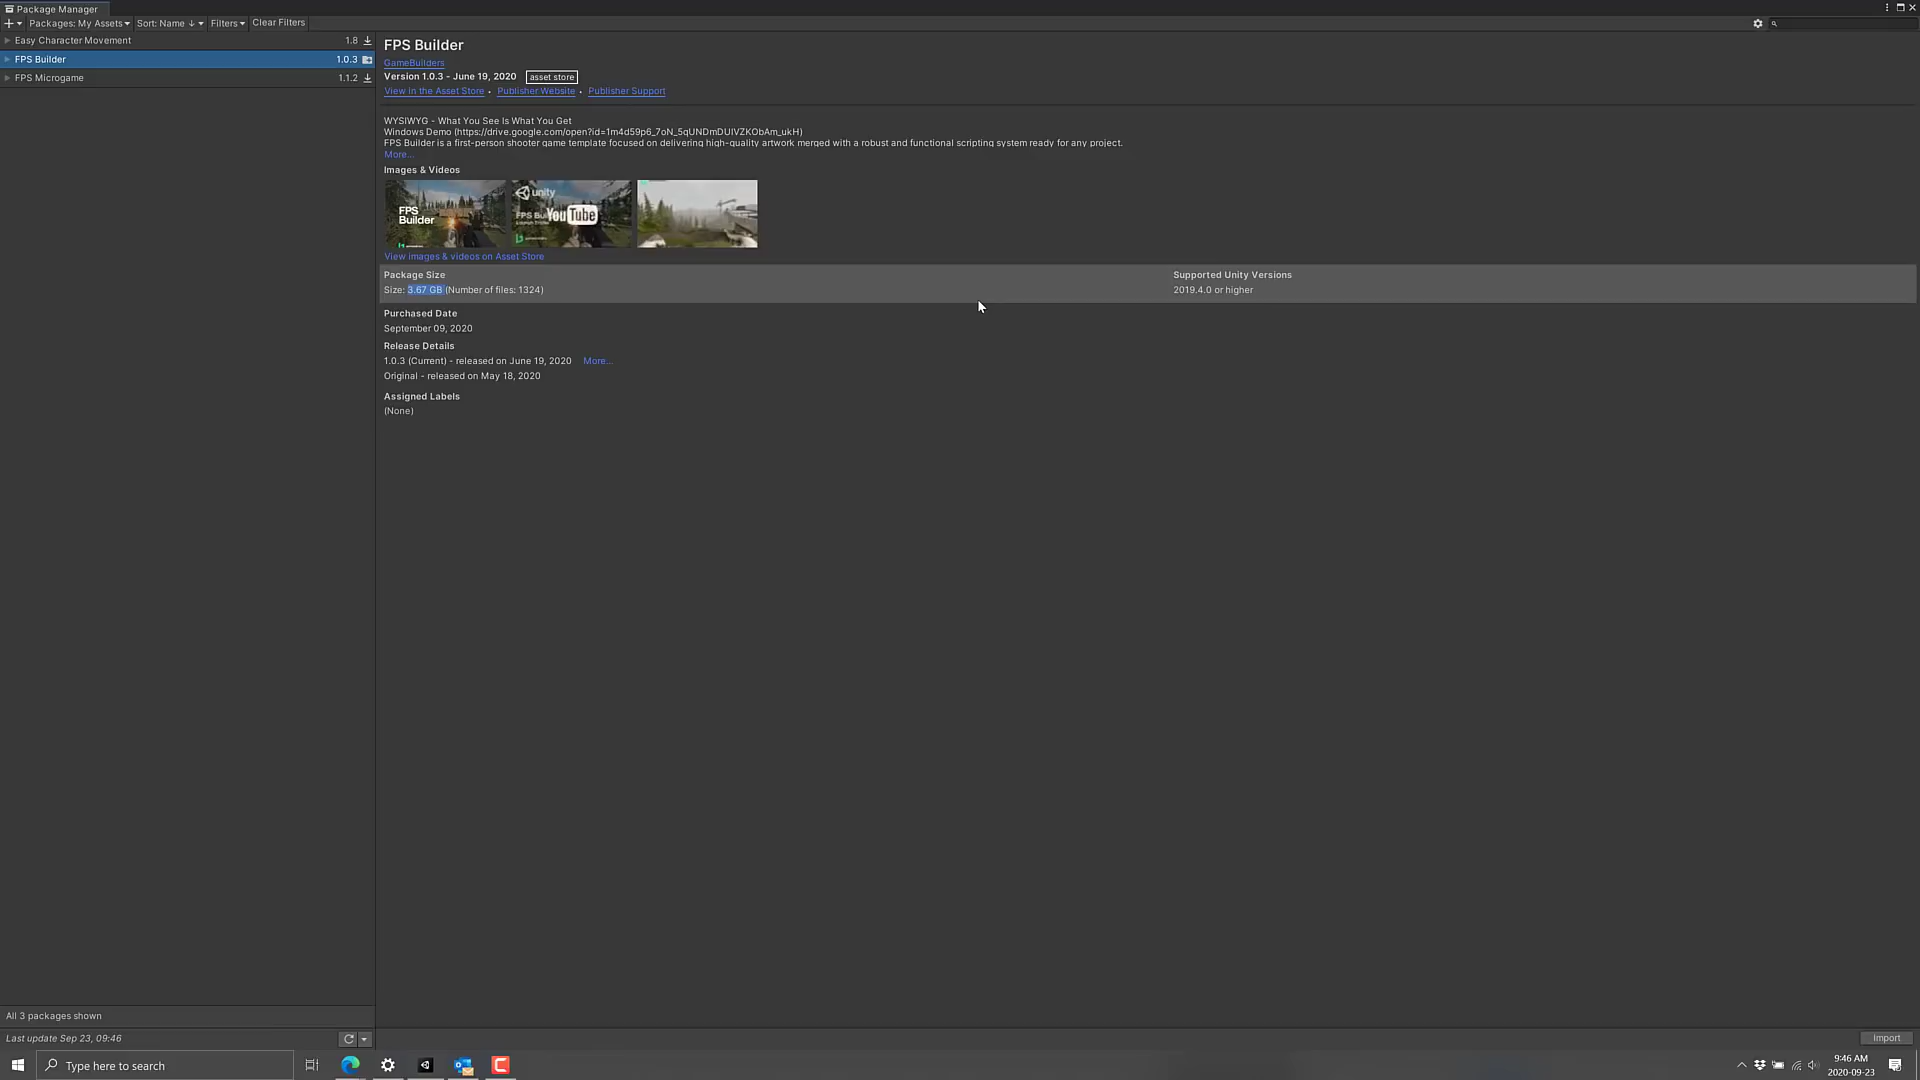 Package Manager
Packages: My Assets Sort: Name ↓ Filters Clear Filters
Easy Character Movement 1.8
FPS Builder 1.0.3
FPS Microgame 1.1.2
FPS Builder
GameBuilders
Version 1.0.3 - June 19, 2020 asset store
View in the Asset Store • Publisher Website • Publisher Support
WYSIWYG - What You See Is What You Get
Windows Demo (https://drive.google.com/open?id=1m4d59p6_7oN_5qUNDmDUIVZKObAm_ukH)
FPS Builder is a first-person shooter game template focused on delivering high-quality artwork merged with a robust and functional scripting system ready for any project.
More...
Images & Videos
FPS
Builder
unity
FPS Bui
YouTube
View images & videos on Asset Store
Package Size
Size: 3.67 GB (Number of files: 1324)
Supported Unity Versions
2019.4.0 or higher
Purchased Date
September 09, 2020
Release Details
1.0.3 (Current) - released on June 19, 2020 More...
Original - released on May 18, 2020
Assigned Labels
(None)
All 3 packages shown
Last update Sep 23, 09:46
Import
Type here to search
9:46 AM
2020-09-23